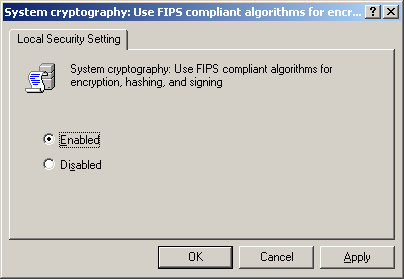 System cryptography: Use FIPS compliant algorithms for encr...
Local Security Setting
System cryptography: Use FIPS compliant algorithms for
encryption, hashing, and signing
Enabled
Disabled
OK Cancel Apply